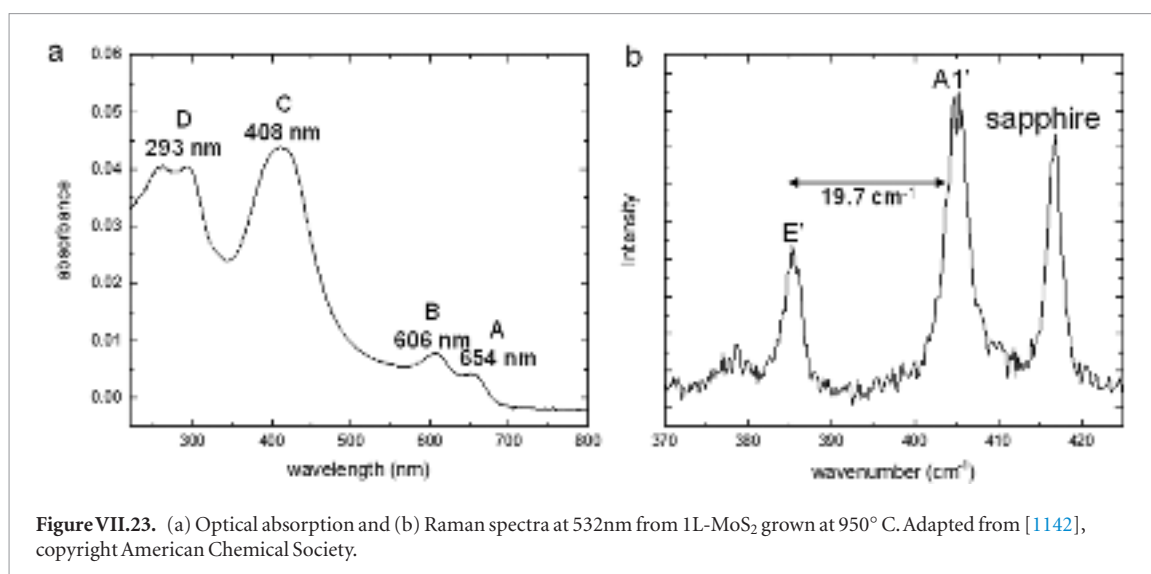 a
0.06
0.05
0.04
0.03
0.02
0.01
0.00
absorbance
D
293 nm
C
408 nm
B
606 nm
A
654 nm
300 400 500 600 700 800
wavelength (nm)
b
Intensity
E'
19.7 cm-1
A1'
sapphire
370 380 390 400 410 420
wavenumber (cm-1)
Figure VII.23. (a) Optical absorption and (b) Raman spectra at 532nm from 1L-MoS₂ grown at 950° C. Adapted from [1142],
copyright American Chemical Society.